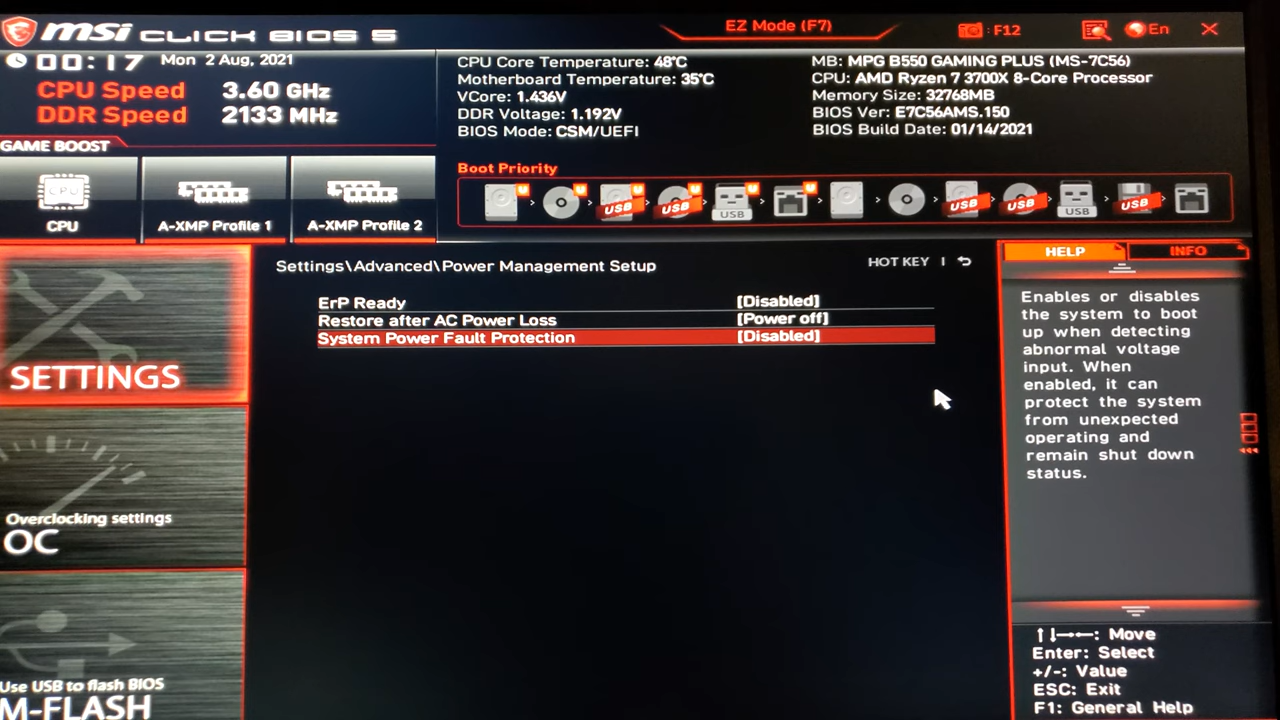 msi CLICK BIOS 5
EZ Mode (F7)
: F12
En
00:17 Mon 2 Aug, 2021
CPU Speed 3.60 GHz
DDR Speed 2133 MHz
CPU Core Temperature: 48°C
Motherboard Temperature: 35°C
VCore: 1.436V
DDR Voltage: 1.192V
BIOS Mode: CSM/UEFI
MB: MPG B550 GAMING PLUS (MS-7C56)
CPU: AMD Ryzen 7 3700X 8-Core Processor
Memory Size: 32768MB
BIOS Ver: E7C56AMS.150
BIOS Build Date: 01/14/2021
GAME BOOST
CPU
CPU
A-XMP Profile 1
A-XMP Profile 2
Boot Priority
U U U U U U
USB USB USB USB USB USB USB
HELP
INFO
Settings\Advanced\Power Management Setup
HOT KEY |
ErP Ready [Disabled]
Restore after AC Power Loss [Power off]
System Power Fault Protection [Disabled]
SETTINGS
Overclocking settings
OC
Use USB to flash BIOS
M-FLASH
Enables or disables
the system to boot
up when detecting
abnormal voltage
input. When
enabled, it can
protect the system
from unexpected
operating and
remain shut down
status.
↑↓→←: Move
Enter: Select
+/-: Value
ESC: Exit
F1: General Help